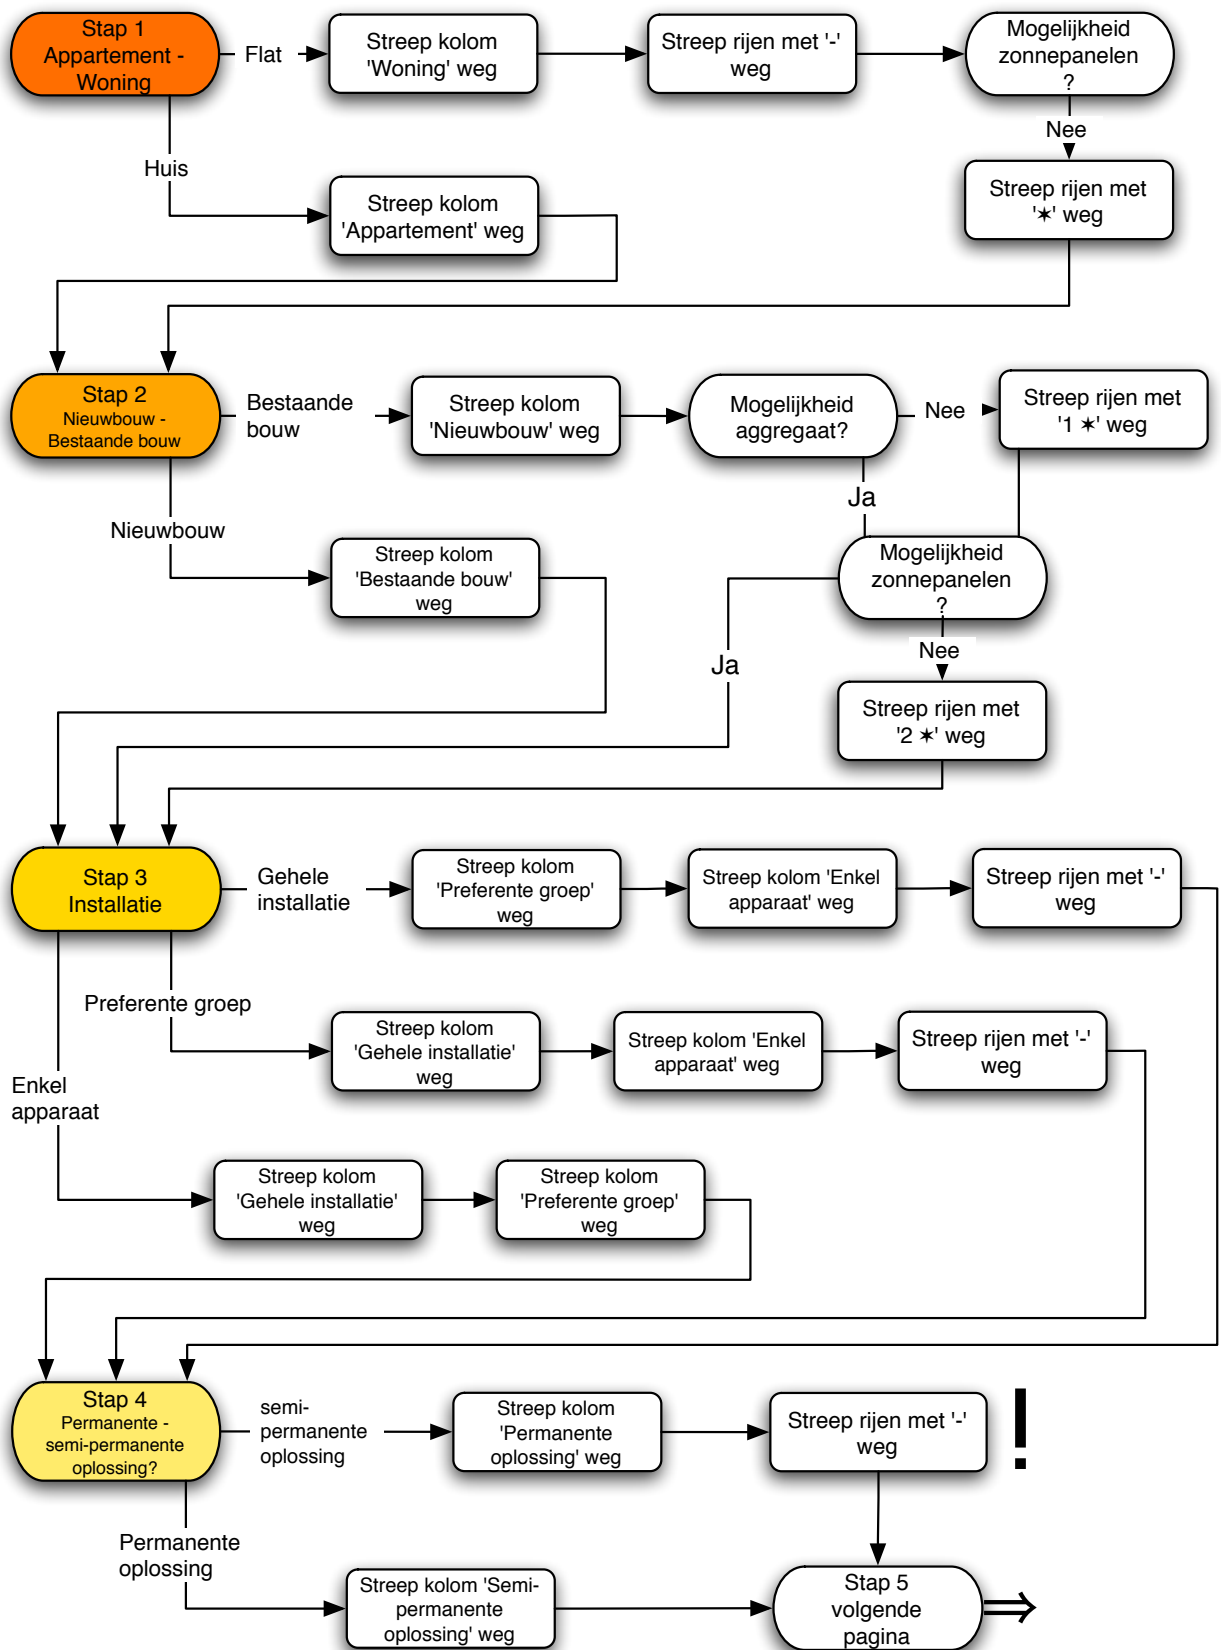 Stap 1
Appartement -
Woning
Flat
Streep kolom
'Woning' weg
Streep rijen met '-'
weg
Mogelijkheid
zonnepanelen
?
Nee
Streep rijen met
'✶' weg
Huis
Streep kolom
'Appartement' weg
Stap 2
Nieuwbouw -
Bestaande bouw
Bestaande
bouw
Streep kolom
'Nieuwbouw' weg
Mogelijkheid
aggregaat?
Nee
Streep rijen met
'1 ✶' weg
Ja
Nieuwbouw
Streep kolom
'Bestaande bouw'
weg
Mogelijkheid
zonnepanelen
?
Ja
Nee
Streep rijen met
'2 ✶' weg
Stap 3
Installatie
Gehele
installatie
Streep kolom
'Preferente groep'
weg
Streep kolom 'Enkel
apparaat' weg
Streep rijen met '-'
weg
Preferente groep
Streep kolom
'Gehele installatie'
weg
Streep kolom 'Enkel
apparaat' weg
Streep rijen met '-'
weg
Enkel
apparaat
Streep kolom
'Gehele installatie'
weg
Streep kolom
'Preferente groep'
weg
Stap 4
Permanente -
semi-permanente
oplossing?
semi-
permanente
oplossing
Streep kolom
'Permanente
oplossing' weg
Streep rijen met '-'
weg
!
Permanente
oplossing
Streep kolom 'Semi-
permanente
oplossing' weg
Stap 5
volgende
pagina
⇒